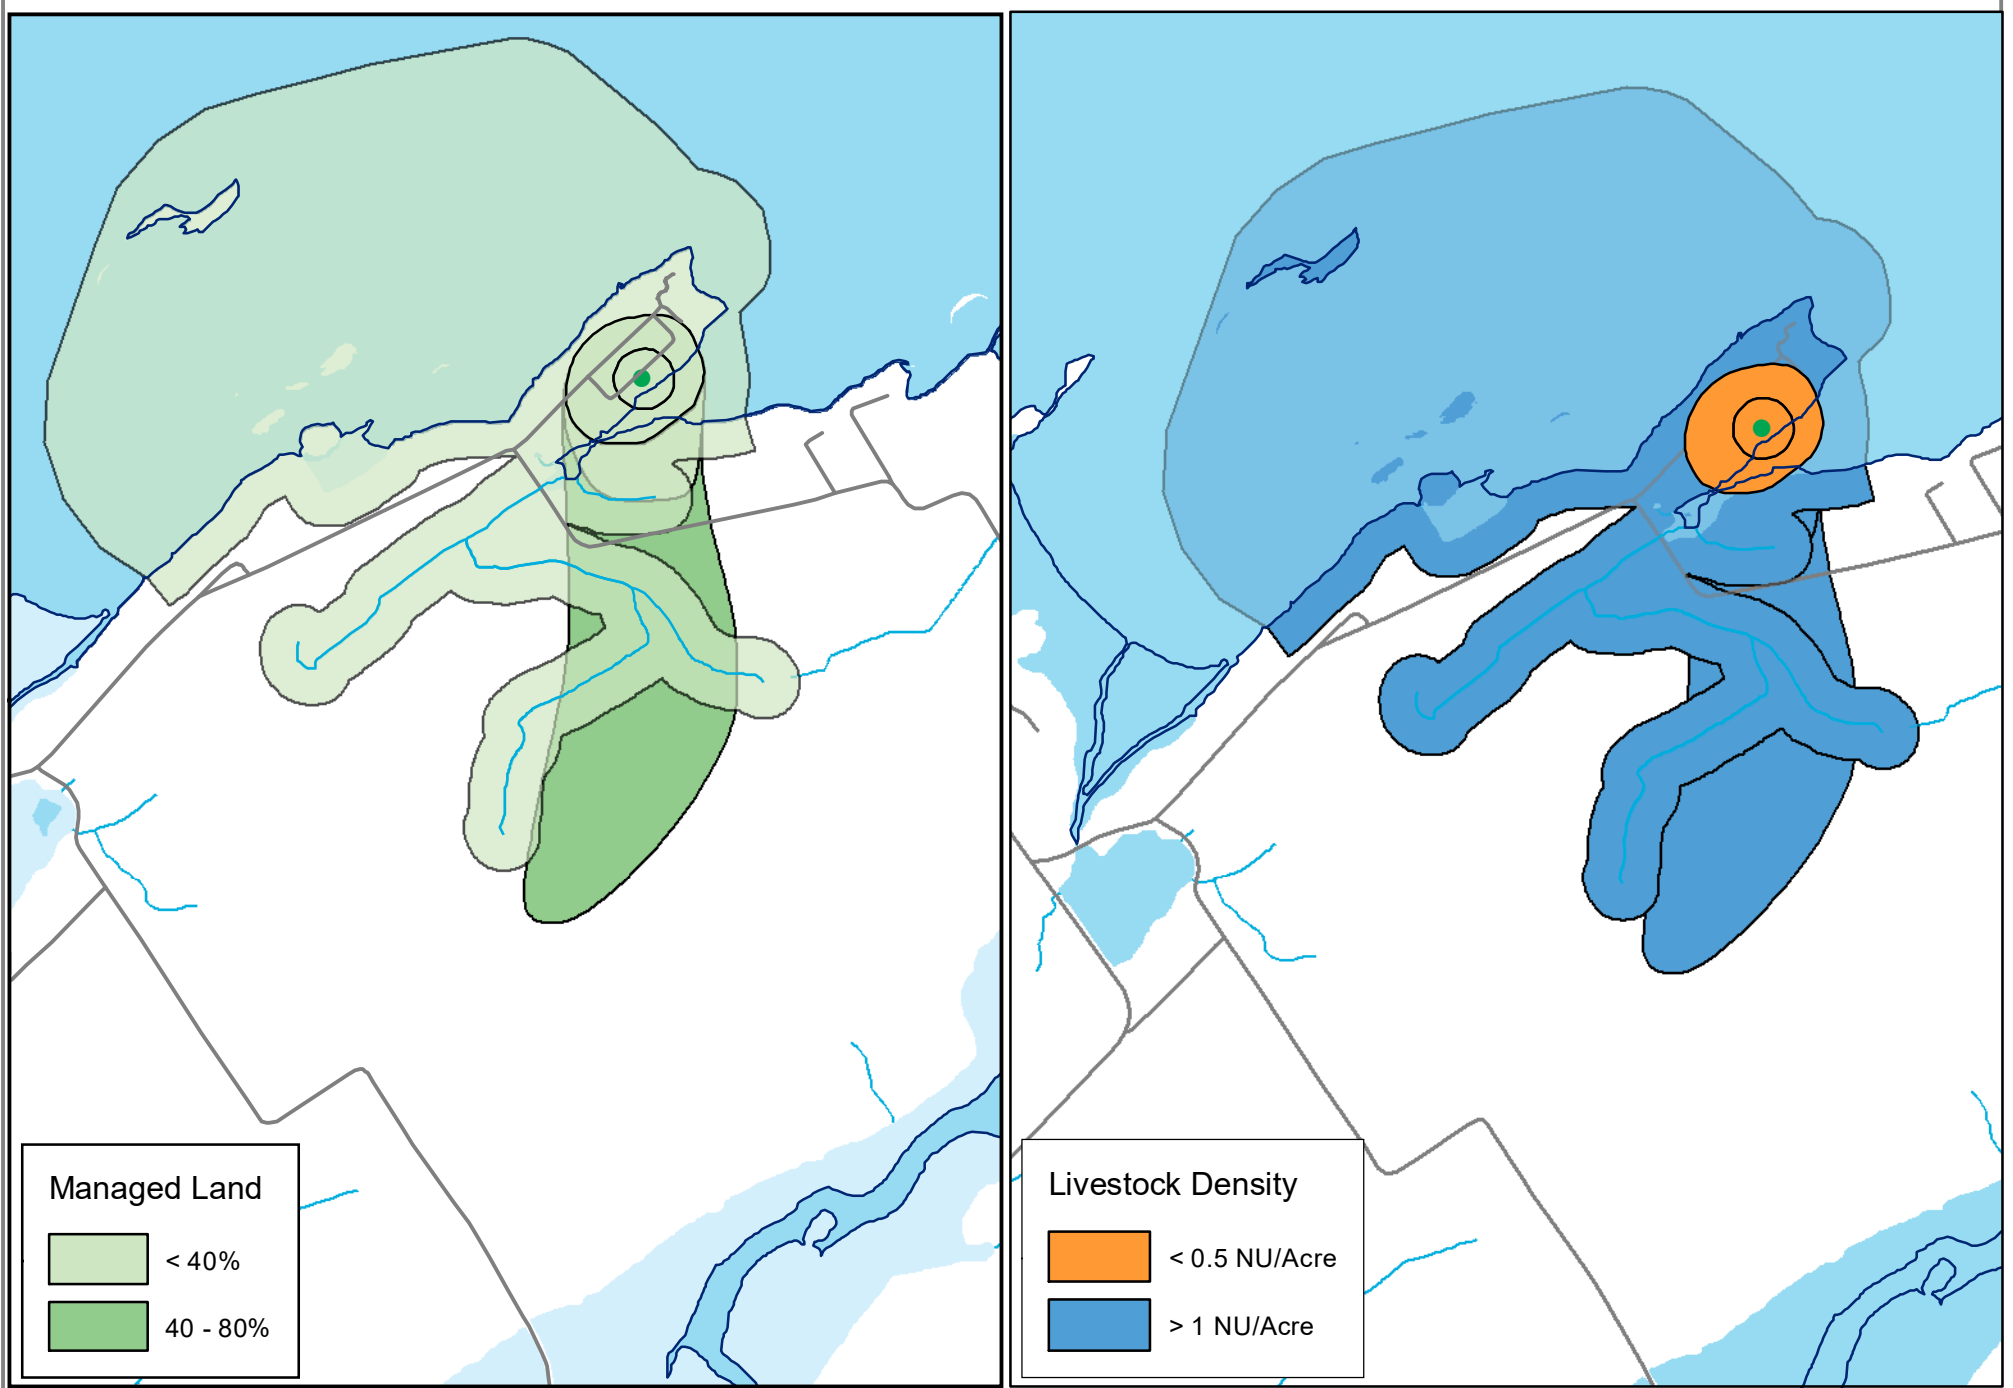 Managed Land
< 40%
40 - 80%
Livestock Density
< 0.5 NU/Acre
> 1 NU/Acre